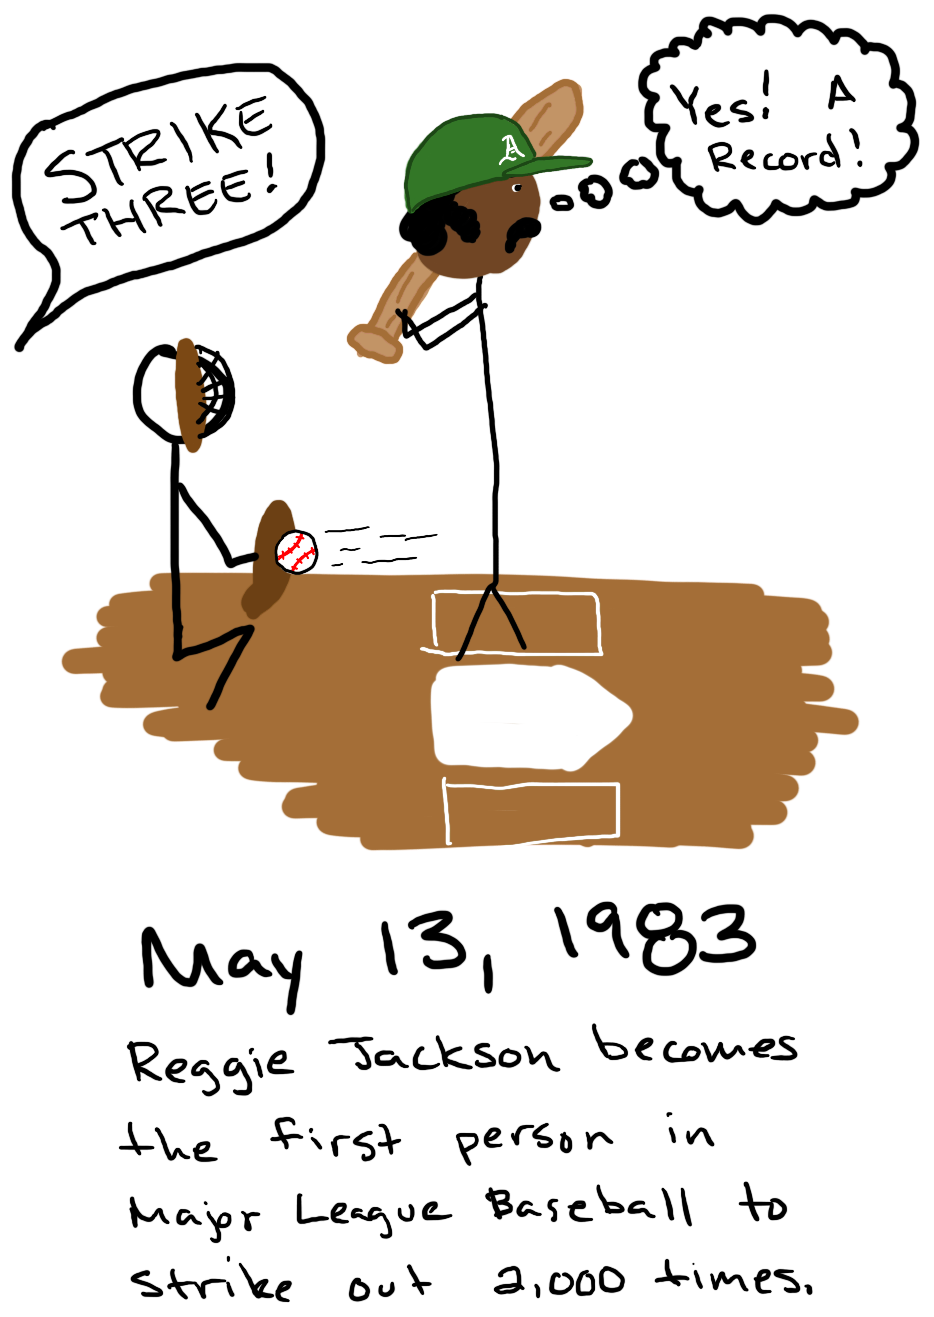 STRIKE
THREE!
Yes! A
Record!
A
May 13, 1983
Reggie Jackson becomes
the first person in
Major League Baseball to
strike out 2,000 times.